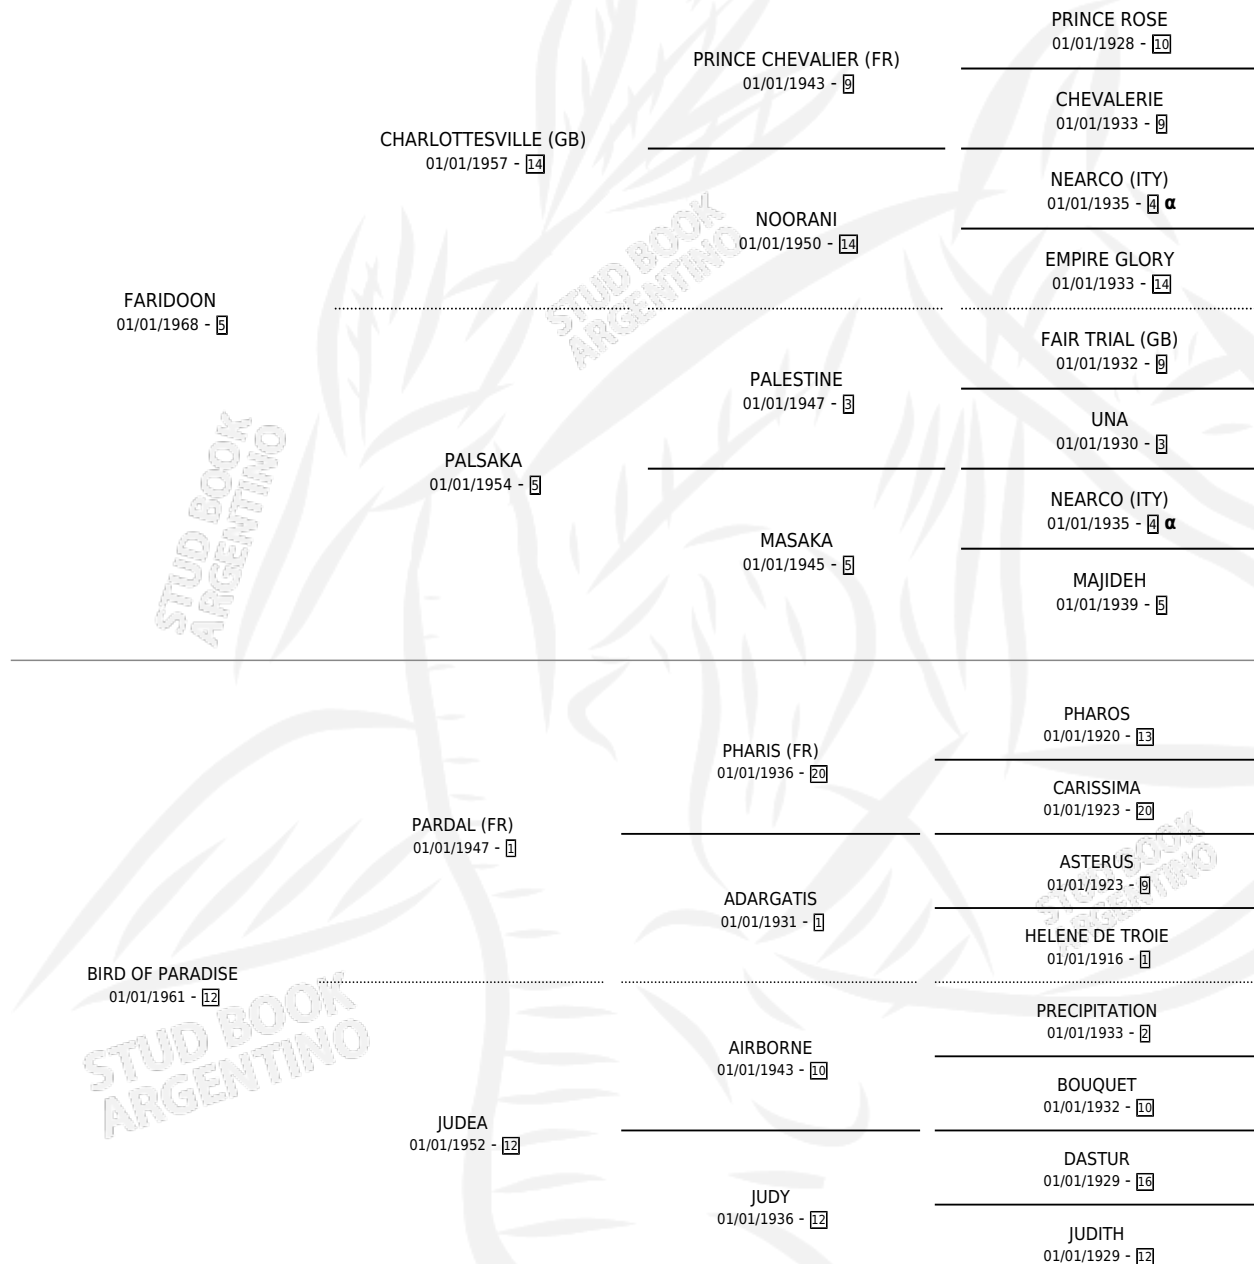 PRINCE ROSE
01/01/1928 - 10
PRINCE CHEVALIER (FR)
01/01/1943 - 9
CHEVALERIE
01/01/1933 - 9
CHARLOTTESVILLE (GB)
01/01/1957 - 14
NEARCO (ITY)
01/01/1935 - 4 α
NOORANI
01/01/1950 - 14
EMPIRE GLORY
01/01/1933 - 14
STUD BOOK
ARGENTINO
FARIDOON
01/01/1968 - 5
FAIR TRIAL (GB)
01/01/1932 - 9
PALESTINE
01/01/1947 - 3
UNA
01/01/1930 - 3
PALSAKA
01/01/1954 - 5
NEARCO (ITY)
01/01/1935 - 4 α
MASAKA
01/01/1945 - 5
MAJIDEH
01/01/1939 - 5
STUD BOOK
ARGENTINO
PHAROS
01/01/1920 - 13
PHARIS (FR)
01/01/1936 - 20
CARISSIMA
01/01/1923 - 20
PARDAL (FR)
01/01/1947 - 1
ASTERUS
01/01/1923 - 9
ADARGATIS
01/01/1931 - 1
HELENE DE TROIE
01/01/1916 - 1
STUD BOOK
ARGENTINO
BIRD OF PARADISE
01/01/1961 - 12
PRECIPITATION
01/01/1933 - 2
AIRBORNE
01/01/1943 - 10
BOUQUET
01/01/1932 - 10
JUDEA
01/01/1952 - 12
DASTUR
01/01/1929 - 16
JUDY
01/01/1936 - 12
JUDITH
01/01/1929 - 12
STUD BOOK
ARGENTINO